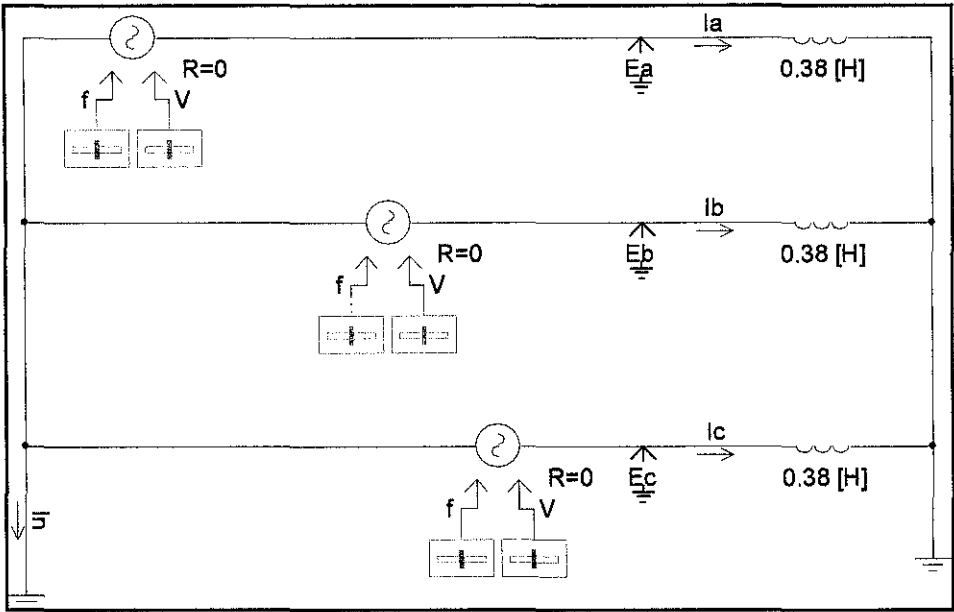 Ia
R=0
Ea
0.38 [H]
f
V
Ib
R=0
Eb
0.38 [H]
f
V
Ic
R=0
Ec
0.38 [H]
f
V
In